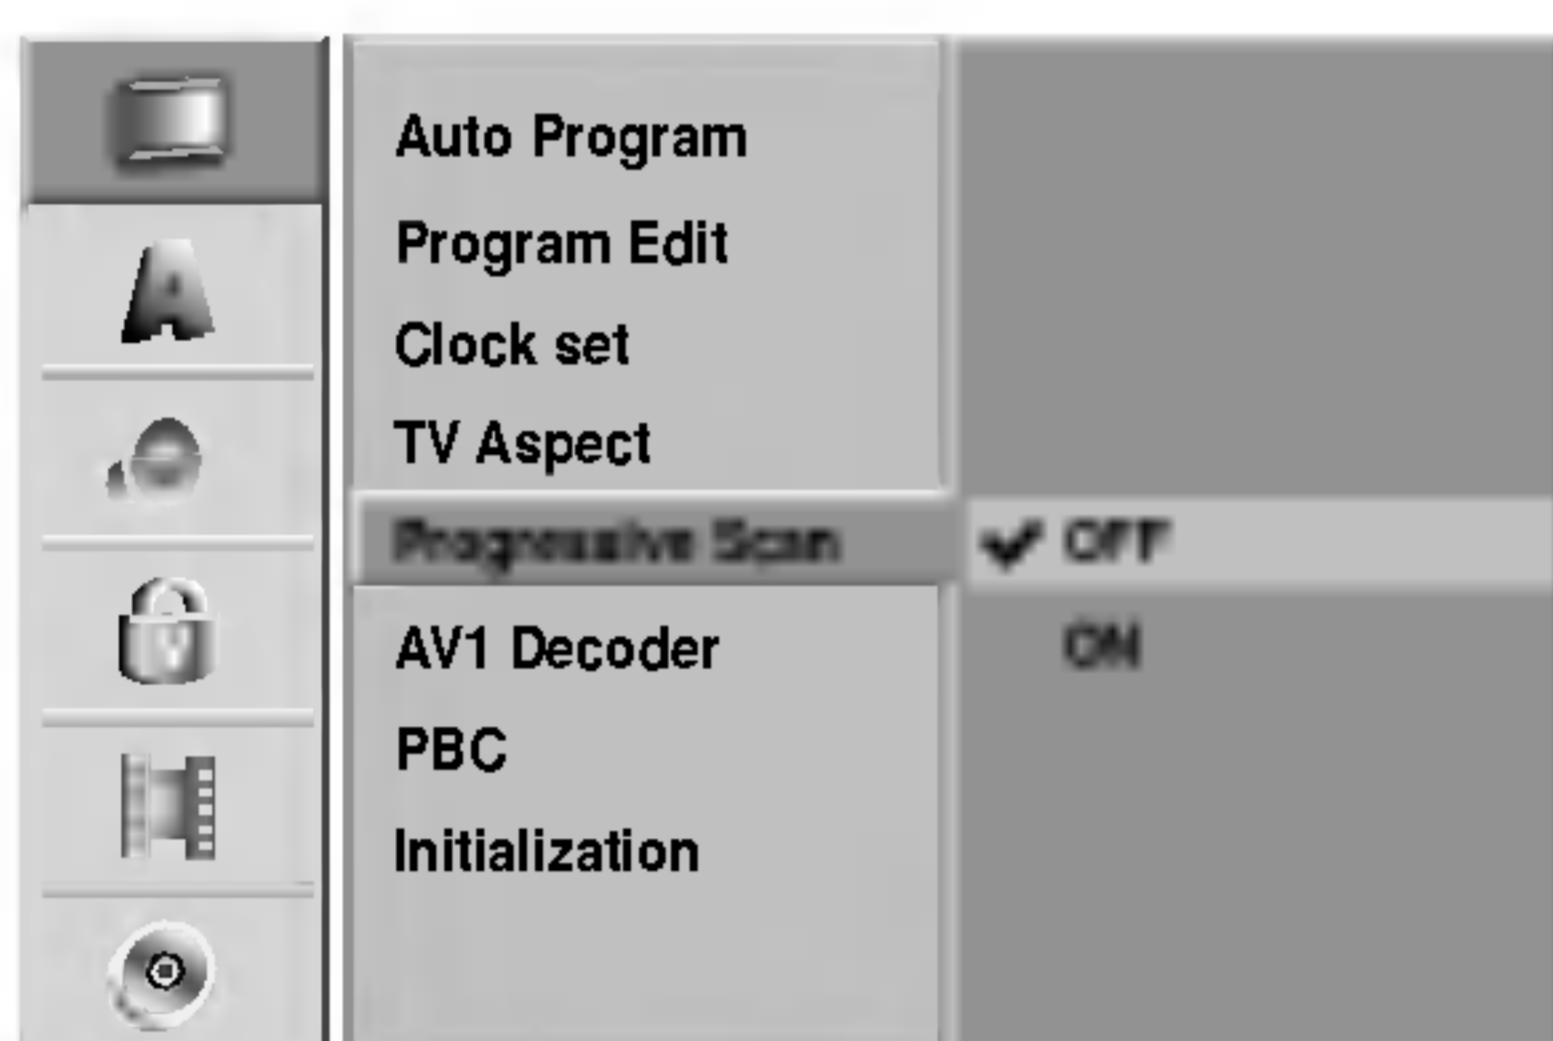 Auto Program
Program Edit
Clock set
TV Aspect
Progressive Scan
OFF
ON
AV1 Decoder
PBC
Initialization